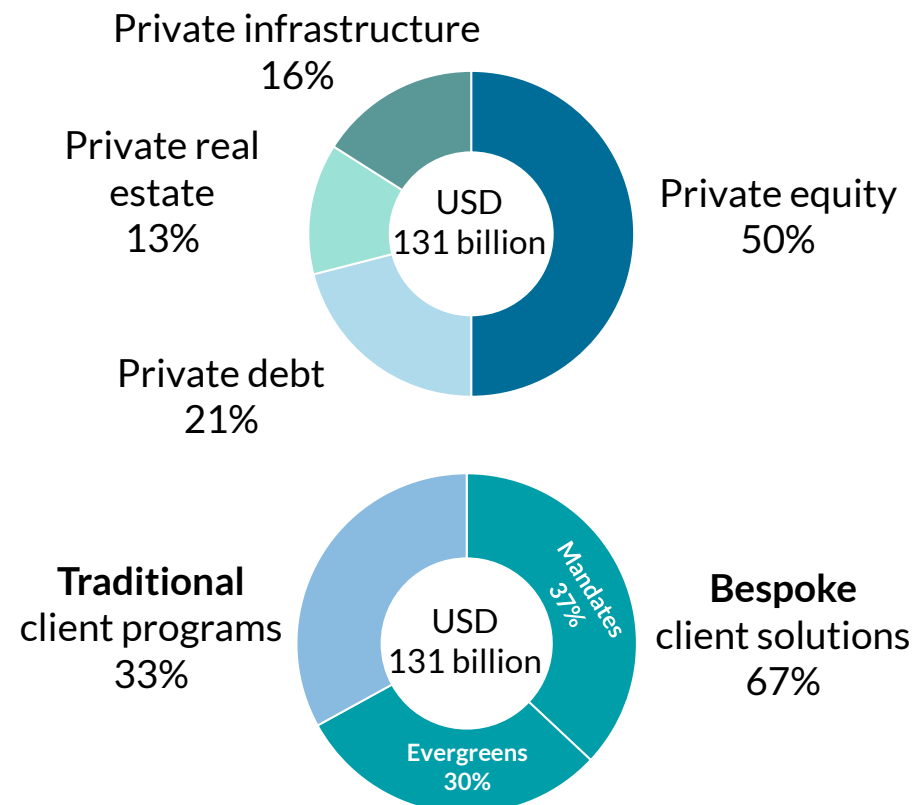 Private infrastructure
16%
Private real
estate
13%
USD
131 billion
Private equity
50%
Private debt
21%
Traditional
client programs
33%
USD
131 billion
Mandates
37%
Evergreens
30%
Bespoke
client solutions
67%